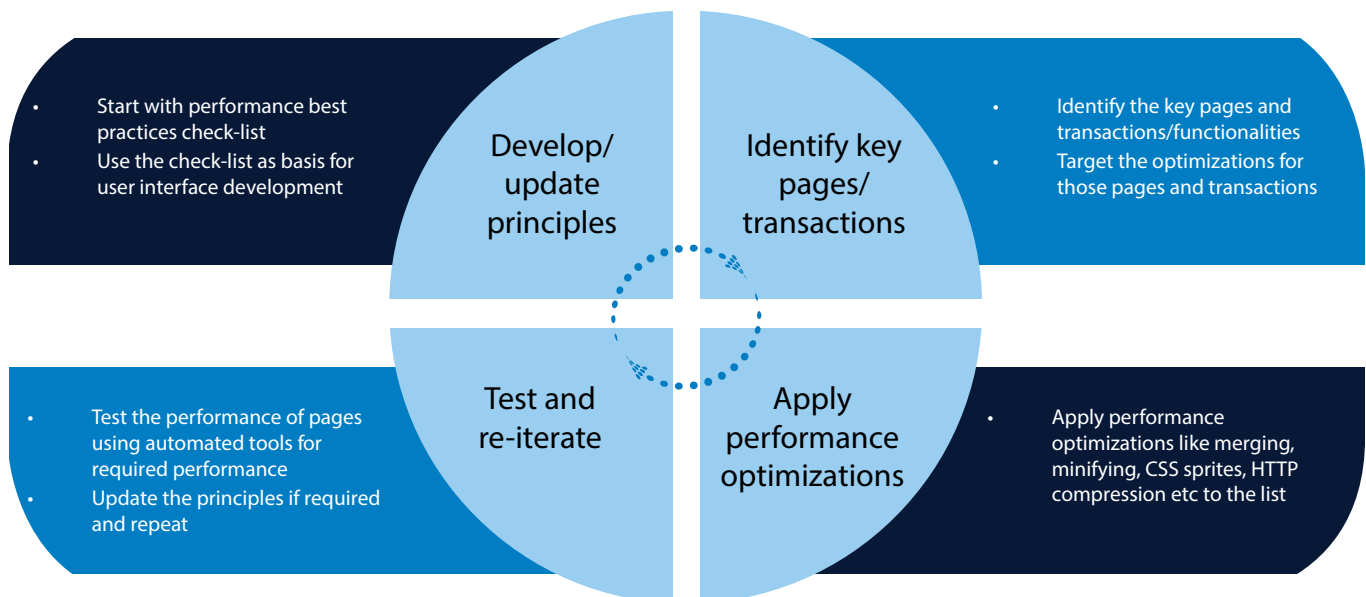 • Start with performance best
practices check-list
• Use the check-list as basis for
user interface development
Develop/
update
principles
Identify key
pages/
transactions
• Identify the key pages and
transactions/functionalities
• Target the optimizations for
those pages and transactions
• Test the performance of pages
using automated tools for
required performance
• Update the principles if required
and repeat
Test and
re-iterate
Apply
performance
optimizations
• Apply performance
optimizations like merging,
minifying, CSS sprites, HTTP
compression etc to the list